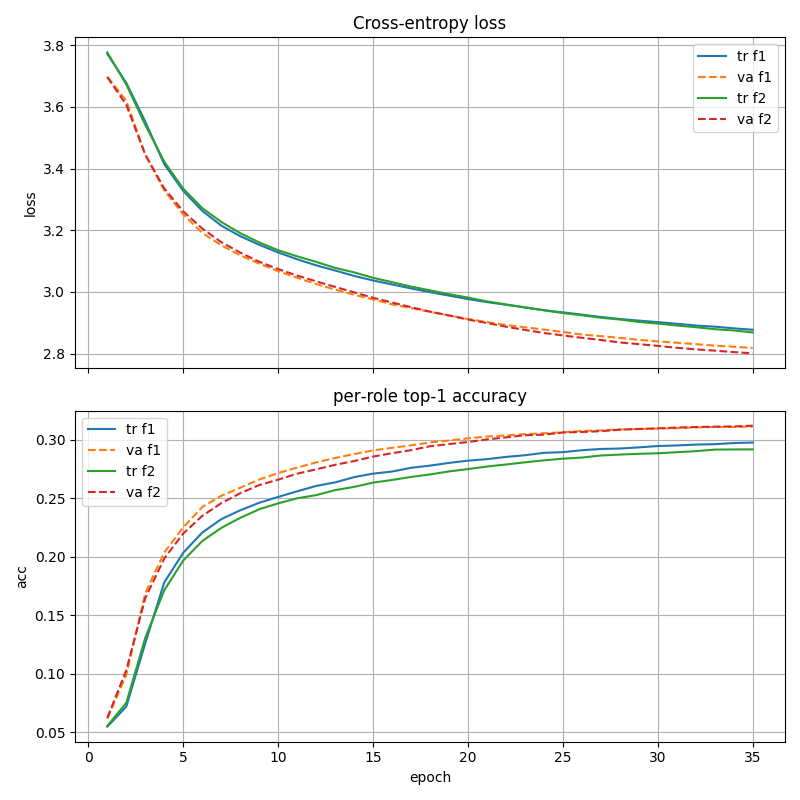 Cross-entropy loss
3.8
3.6
3.4
3.2
3.0
2.8
loss
tr f1
va f1
tr f2
va f2
per-role top-1 accuracy
0.30
0.25
0.20
0.15
0.10
0.05
acc
tr f1
va f1
tr f2
va f2
0 5 10 15 20 25 30 35
epoch